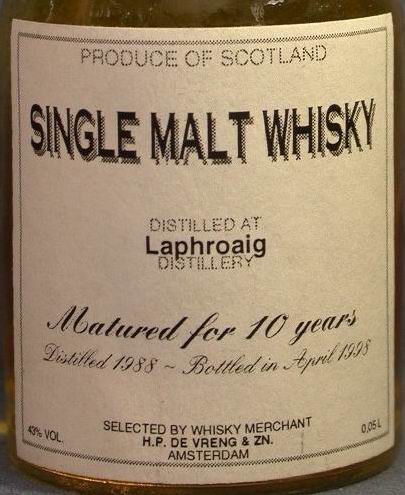 PRODUCE OF SCOTLAND
SINGLE MALT WHISKY
DISTILLED AT
Laphroaig
DISTILLERY
Matured for 10 years
Distilled 1988 ~ Bottled in April 1998
43% VOL.
SELECTED BY WHISKY MERCHANT
0,05 L
H.P. DE VRENG & ZN.
AMSTERDAM